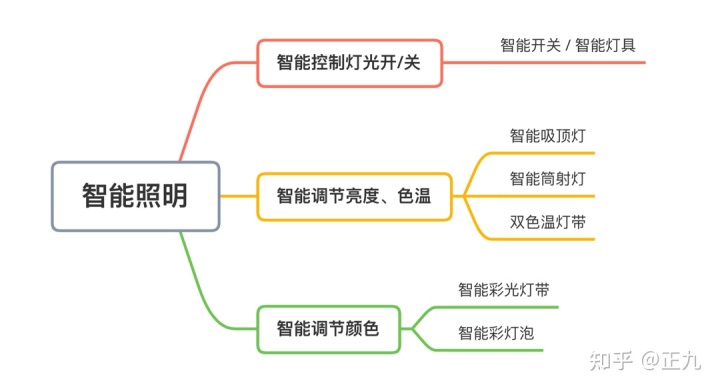 智能照明
智能控制灯光开/关
智能开关 / 智能灯具
智能调节亮度、色温
智能吸顶灯
智能筒射灯
双色温灯带
智能调节颜色
智能彩光灯带
智能彩灯泡
知乎 @正九